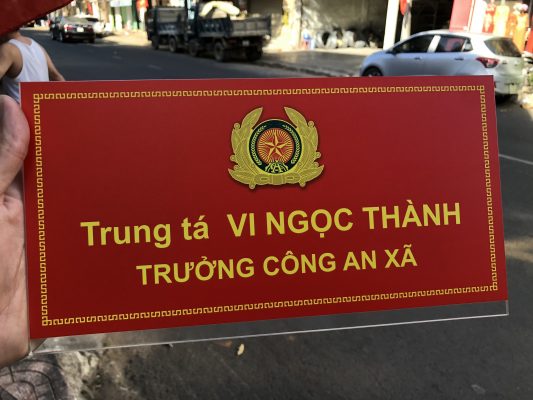 Trung tá VI NGỌC THÀNH
TRƯỞNG CÔNG AN XÃ